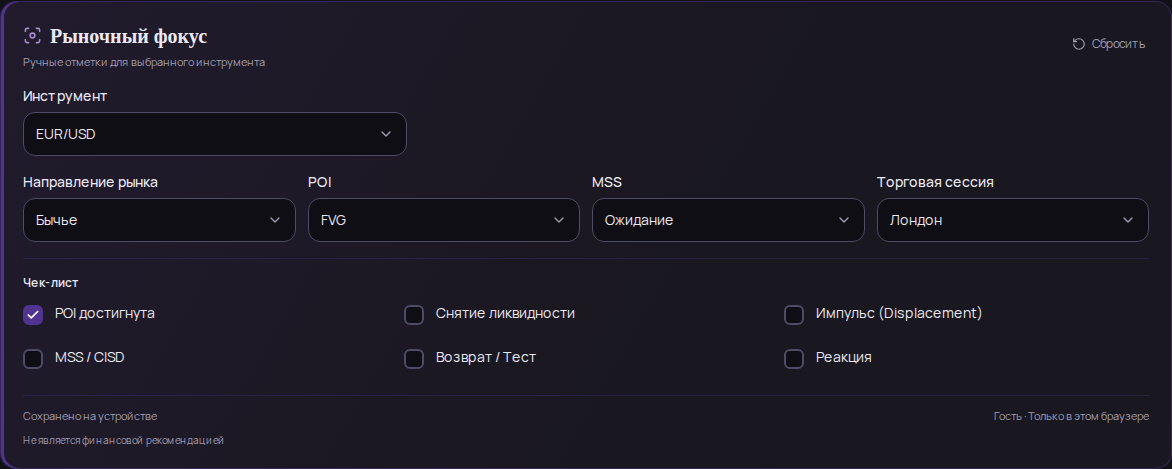 Рыночный фокус
Сбросить
Ручные отметки для выбранного инструмента
Инструмент
EUR/USD
Направление рынка POI MSS Торговая сессия
Бычье FVG Ожидание Лондон
Чек-лист
POI достигнута Снятие ликвидности Импульс (Displacement)
MSS / CISD Возврат / Тест Реакция
Сохранено на устройстве Гость · Только в этом браузере
Не является финансовой рекомендацией